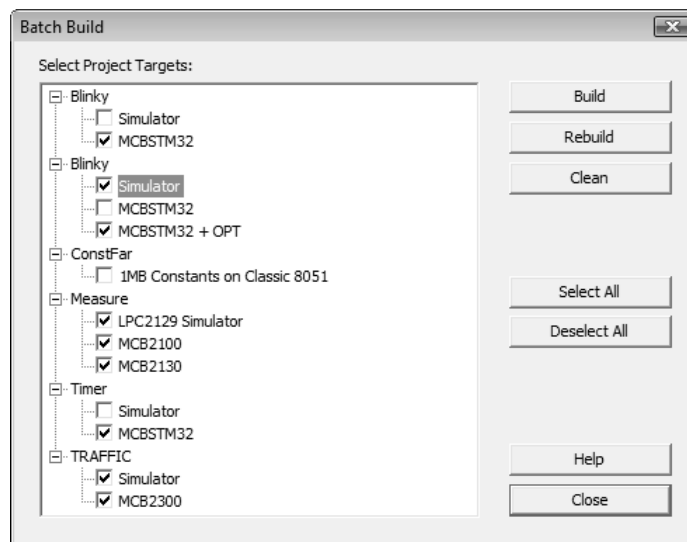 Batch Build
Select Project Targets:
Blinky
Simulator
MCBSTM32
Blinky
Simulator
MCBSTM32
MCBSTM32 + OPT
ConstFar
1MB Constants on Classic 8051
Measure
LPC2129 Simulator
MCB2100
MCB2130
Timer
Simulator
MCBSTM32
TRAFFIC
Simulator
MCB2300
Build
Rebuild
Clean
Select All
Deselect All
Help
Close